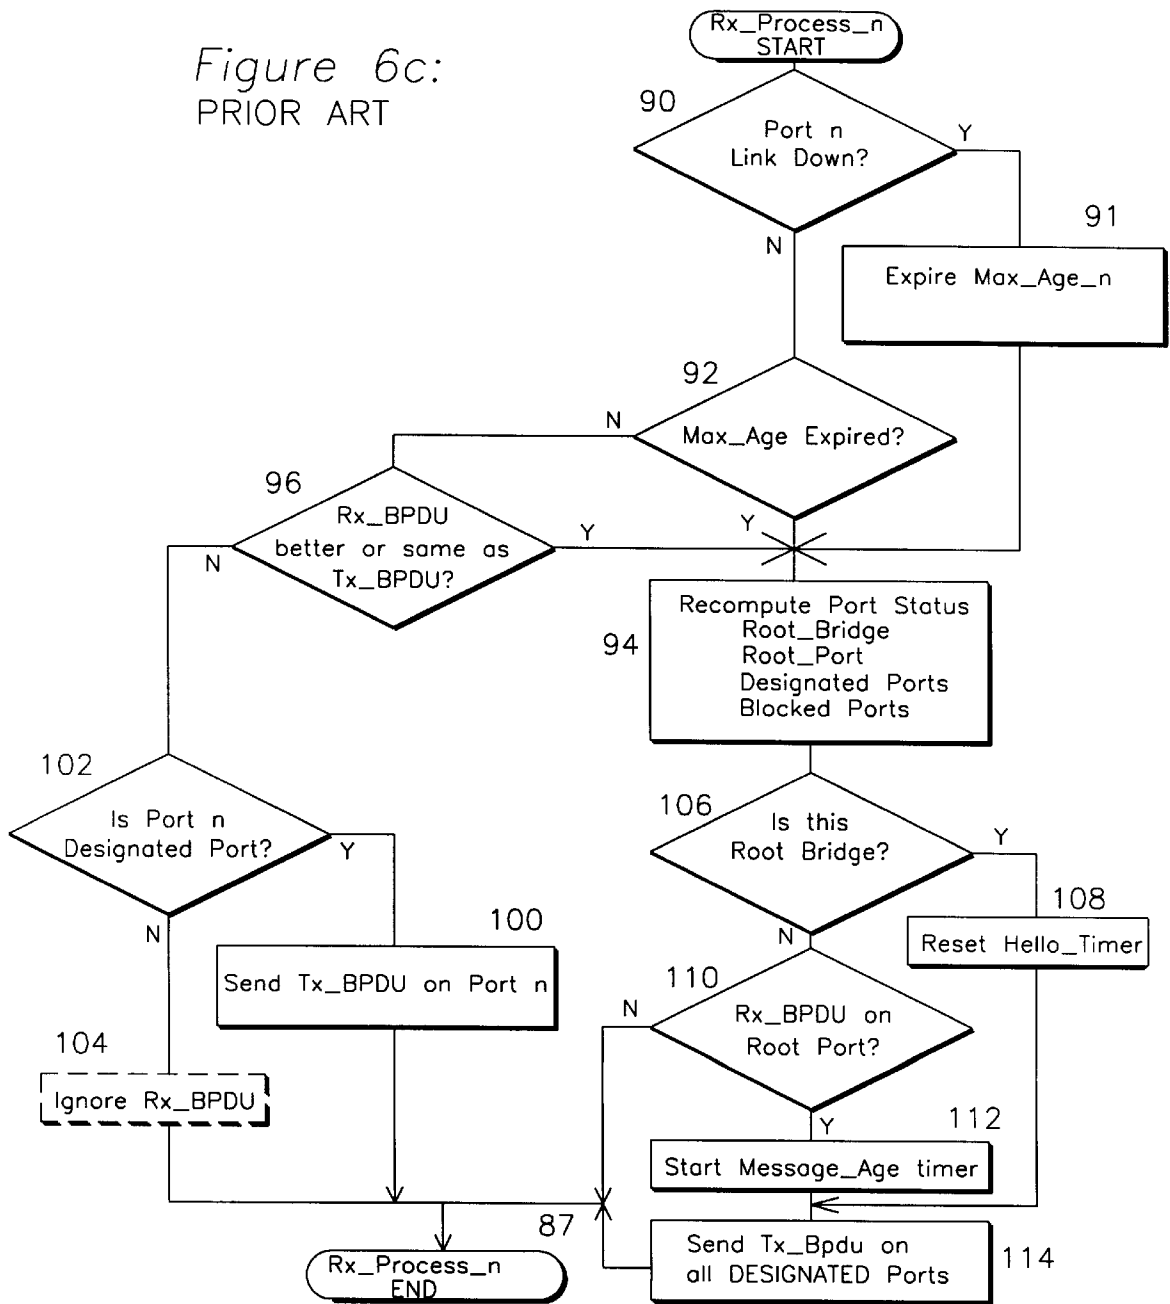 Figure 6c:
PRIOR ART
Rx_Process_n
START
90
Port n
Link Down?
Y
N
91
Expire Max_Age_n
92
Max_Age Expired?
N
Y
96
Rx_BPDU
better or same as
Tx_BPDU?
Y
N
94
Recompute Port Status
Root_Bridge
Root_Port
Designated Ports
Blocked Ports
102
Is Port n
Designated Port?
Y
N
106
Is this
Root Bridge?
Y
N
108
Reset Hello_Timer
100
Send Tx_BPDU on Port n
110
Rx_BPDU on
Root Port?
N
Y
104
Ignore Rx_BPDU
112
Start Message_Age timer
87
Send Tx_Bpdu on
all DESIGNATED Ports
114
Rx_Process_n
END